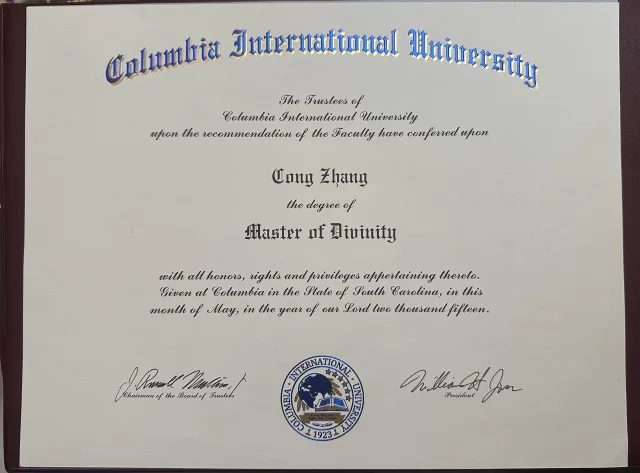 Columbia International University
The Trustees of
Columbia International University
upon the recommendation of the Faculty have conferred upon
Cong Zhang
the degree of
Master of Divinity
with all honors, rights and privileges appertaining thereto.
Given at Columbia in the State of South Carolina, in this
month of May, in the year of our Lord two thousand fifteen.
Chairman of the Board of Trustees
President
COLUMBIA · INTERNATIONAL · UNIVERSITY
1923